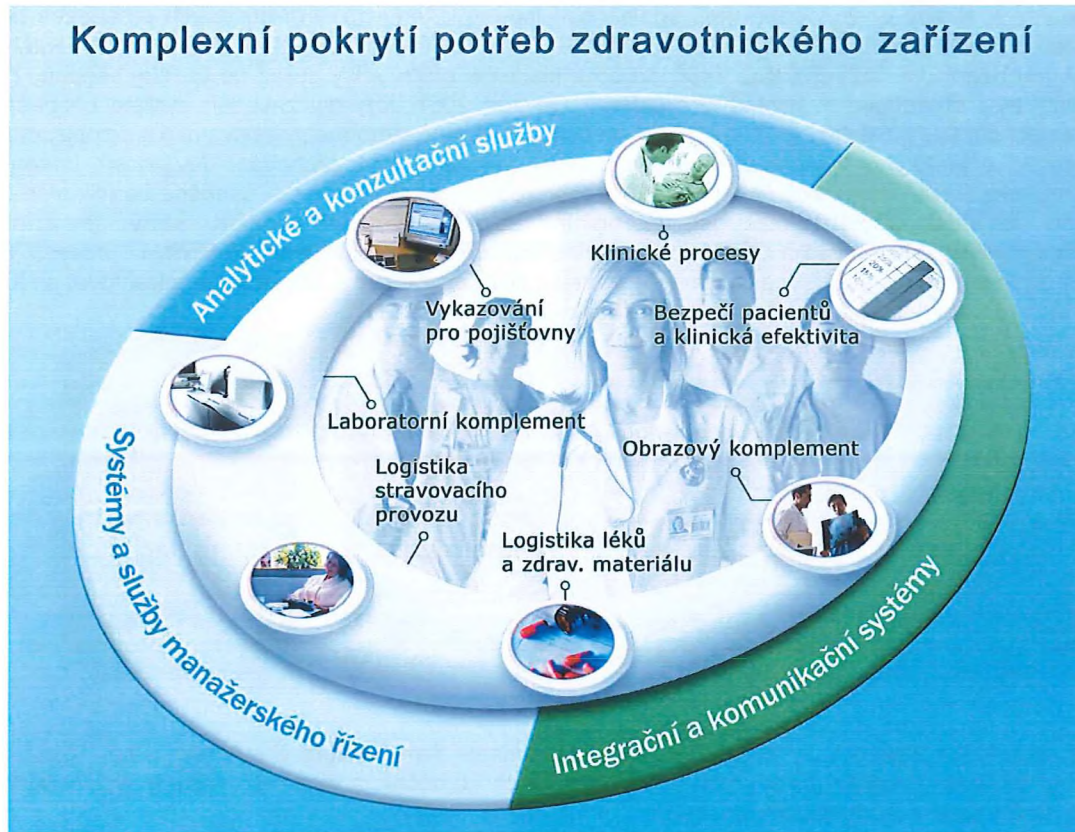 Komplexní pokrytí potřeb zdravotnického zařízení
Analytické a konzultační služby
Klinické procesy
Vykazování
pro pojišťovny
Bezpečí pacientů
a klinická efektivita
Laboratorní komplement
Obrazový komplement
Logistika
stravovacího
provozu
Logistika léků
a zdrav. materiálu
Systémy a služby manažerského řízení
Integrační a komunikační systémy